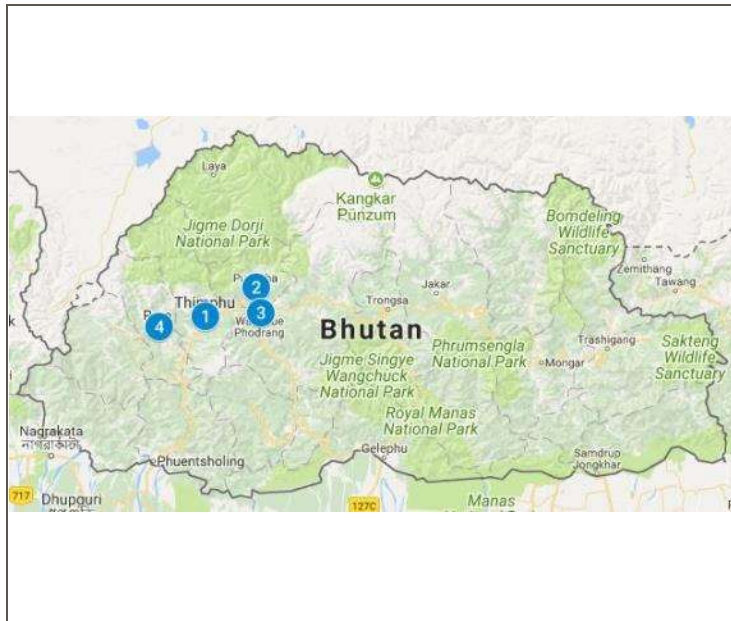 Laya
Kangkar
Punzum
Jigme Dorji
National Park
Bomdeling
Wildlife
Sanctuary
Zemithang
Tawang
2
Thimphu
1
3
4
Phodrang
Jakar
Trongsa
Bhutan
Phrumsengla
National Park
Mongar
Trashigang
Sakteng
Wildlife
Sanctuary
Jigme Singye
Wangchuck
National Park
Royal Manas
National Park
Nagrakata
নাগরাকাটা
Phuentsholing
Gelephu
Samdrup
Jongkhar
717
Dhupguri
127C
Manas